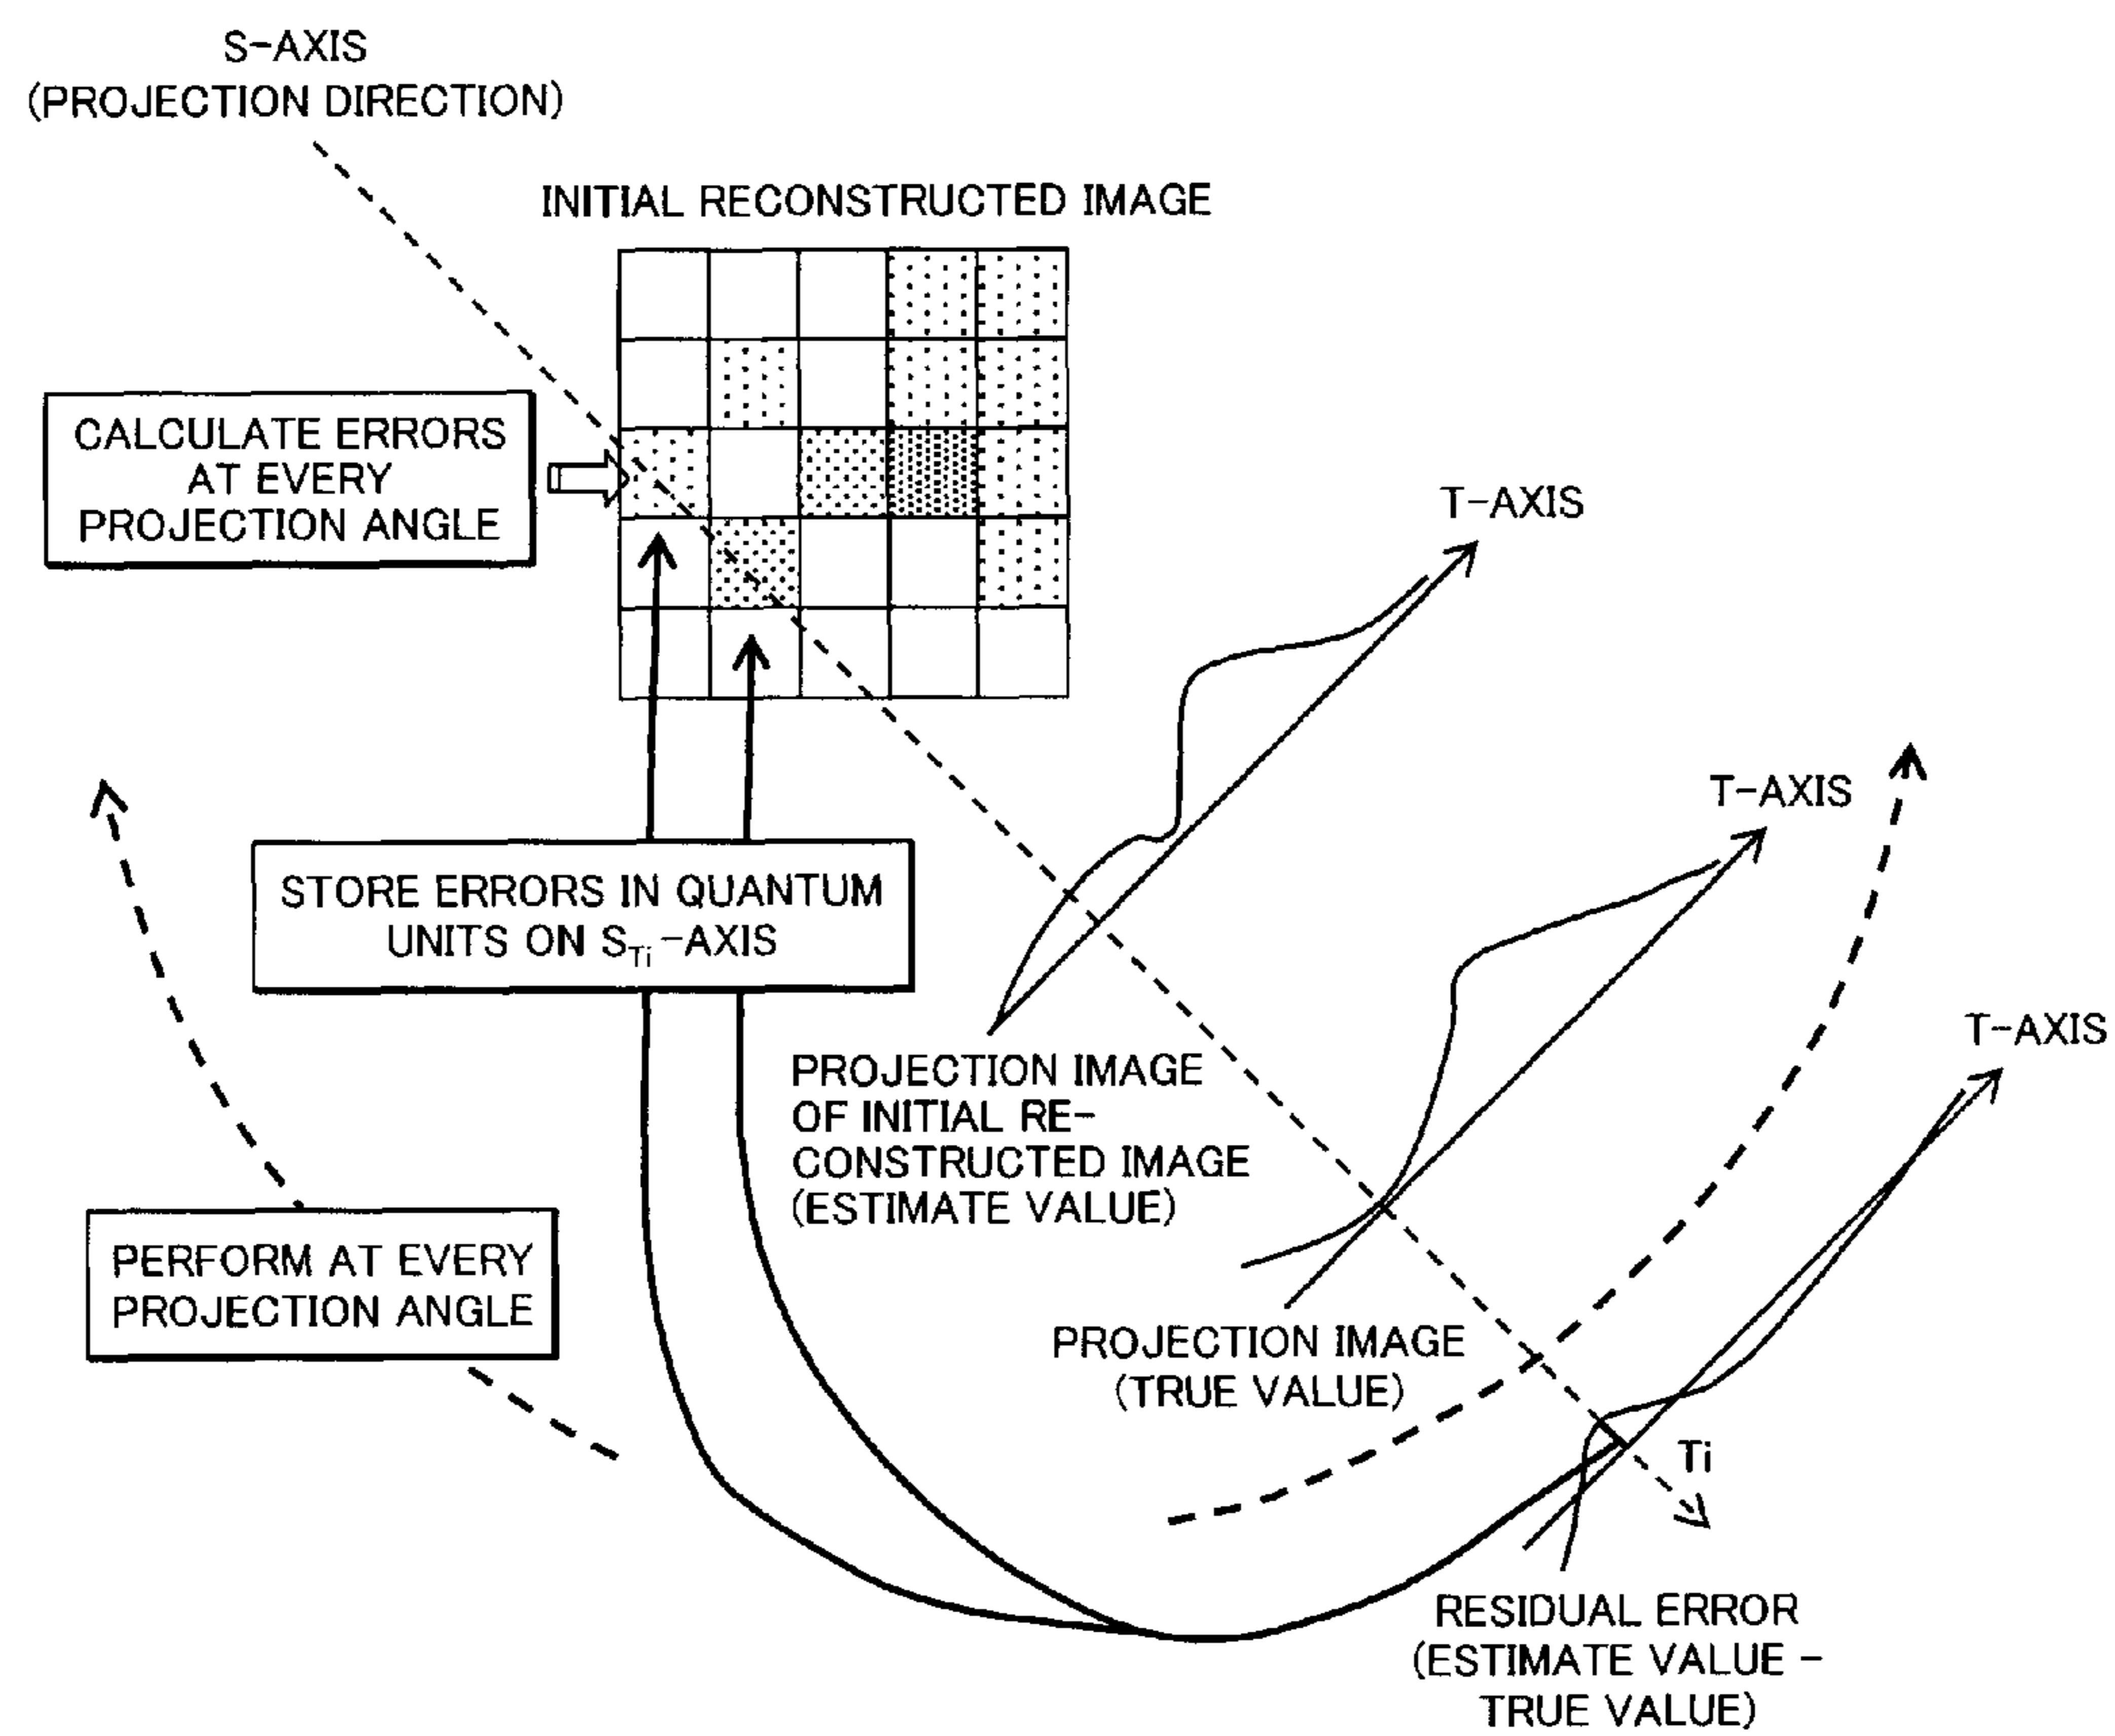 S-AXIS
(PROJECTION DIRECTION)
INITIAL RECONSTRUCTED IMAGE
CALCULATE ERRORS
AT EVERY
PROJECTION ANGLE
T-AXIS
T-AXIS
STORE ERRORS IN QUANTUM
UNITS ON STi-AXIS
T-AXIS
PROJECTION IMAGE
OF INITIAL RE-
CONSTRUCTED IMAGE
(ESTIMATE VALUE)
PERFORM AT EVERY
PROJECTION ANGLE
PROJECTION IMAGE
(TRUE VALUE)
Ti
RESIDUAL ERROR
(ESTIMATE VALUE -
TRUE VALUE)